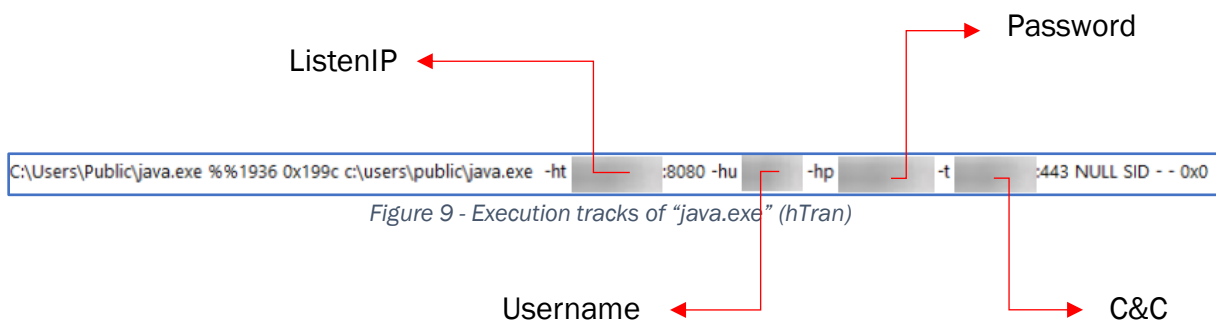 Password
ListenIP
C:\Users\Public\java.exe %%1936 0x199c c:\users\public\java.exe -ht :8080 -hu -hp -t :443 NULL SID - - 0x0
Figure 9 - Execution tracks of “java.exe” (hTran)
Username
C&C